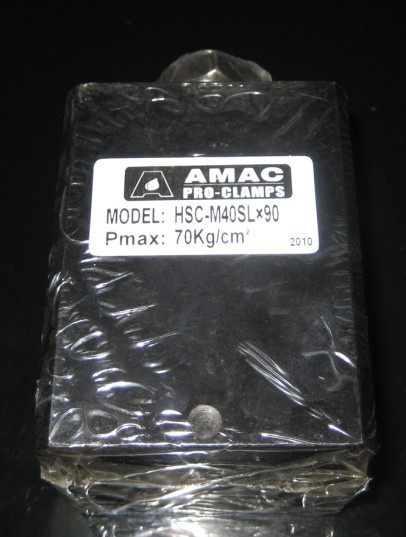 AMAC
PRO-CLAMPS
MODEL: HSC-M40SL×90
Pmax: 70Kg/cm²
2010